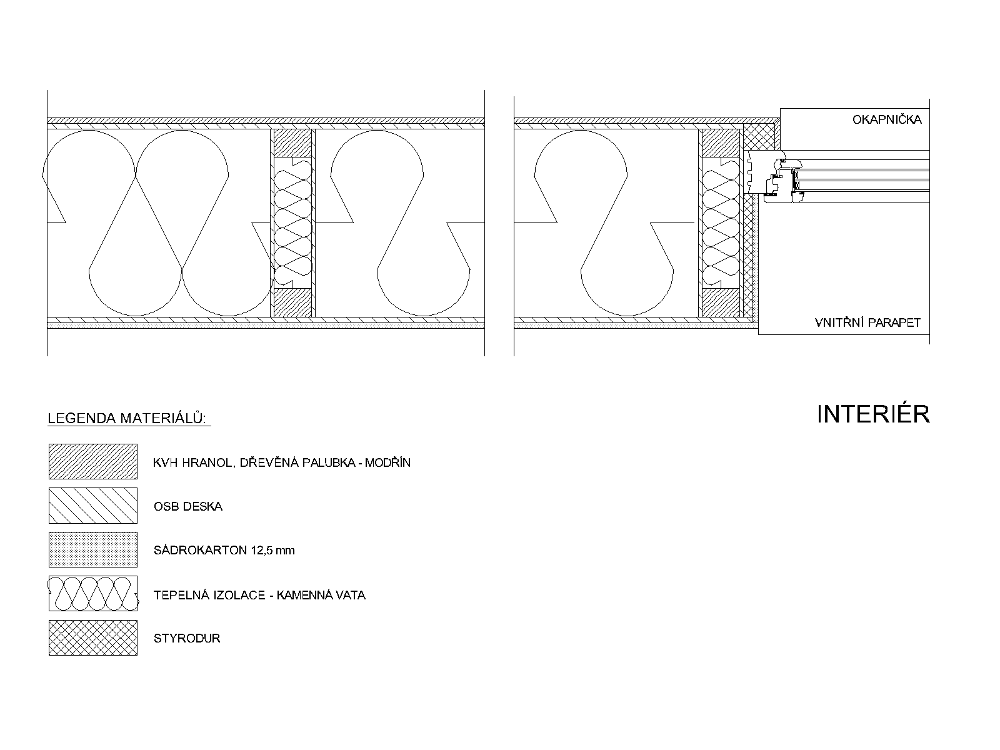 OKAPNIČKA
VNITŘNÍ PARAPET
INTERIÉR
LEGENDA MATERIÁLŮ:
KVH HRANOL, DŘEVĚNÁ PALUBKA - MODŘÍN
OSB DESKA
SÁDROKARTON 12,5 mm
TEPELNÁ IZOLACE - KAMENNÁ VATA
STYRODUR